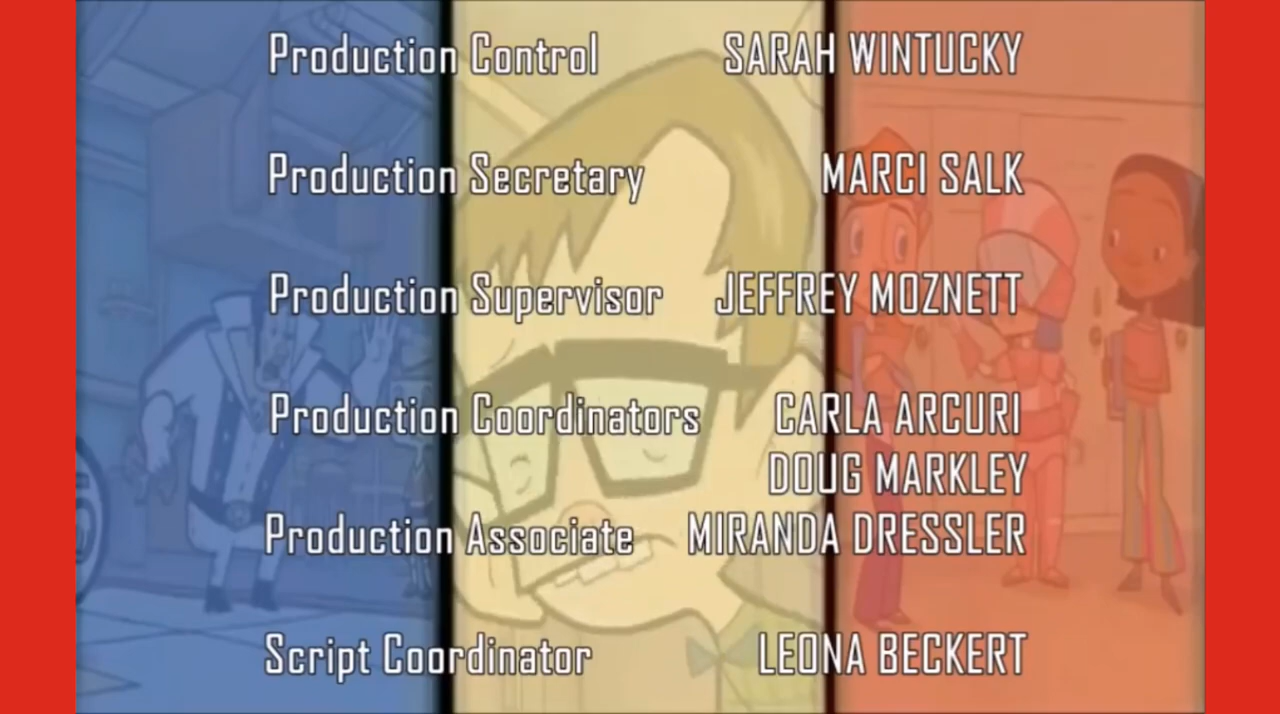 Production Control SARAH WINTUCKY
Production Secretary MARCI SALK
Production Supervisor JEFFREY MOZNETT
Production Coordinators CARLA ARCURI
DOUG MARKLEY
Production Associate MIRANDA DRESSLER
Script Coordinator LEONA BECKERT